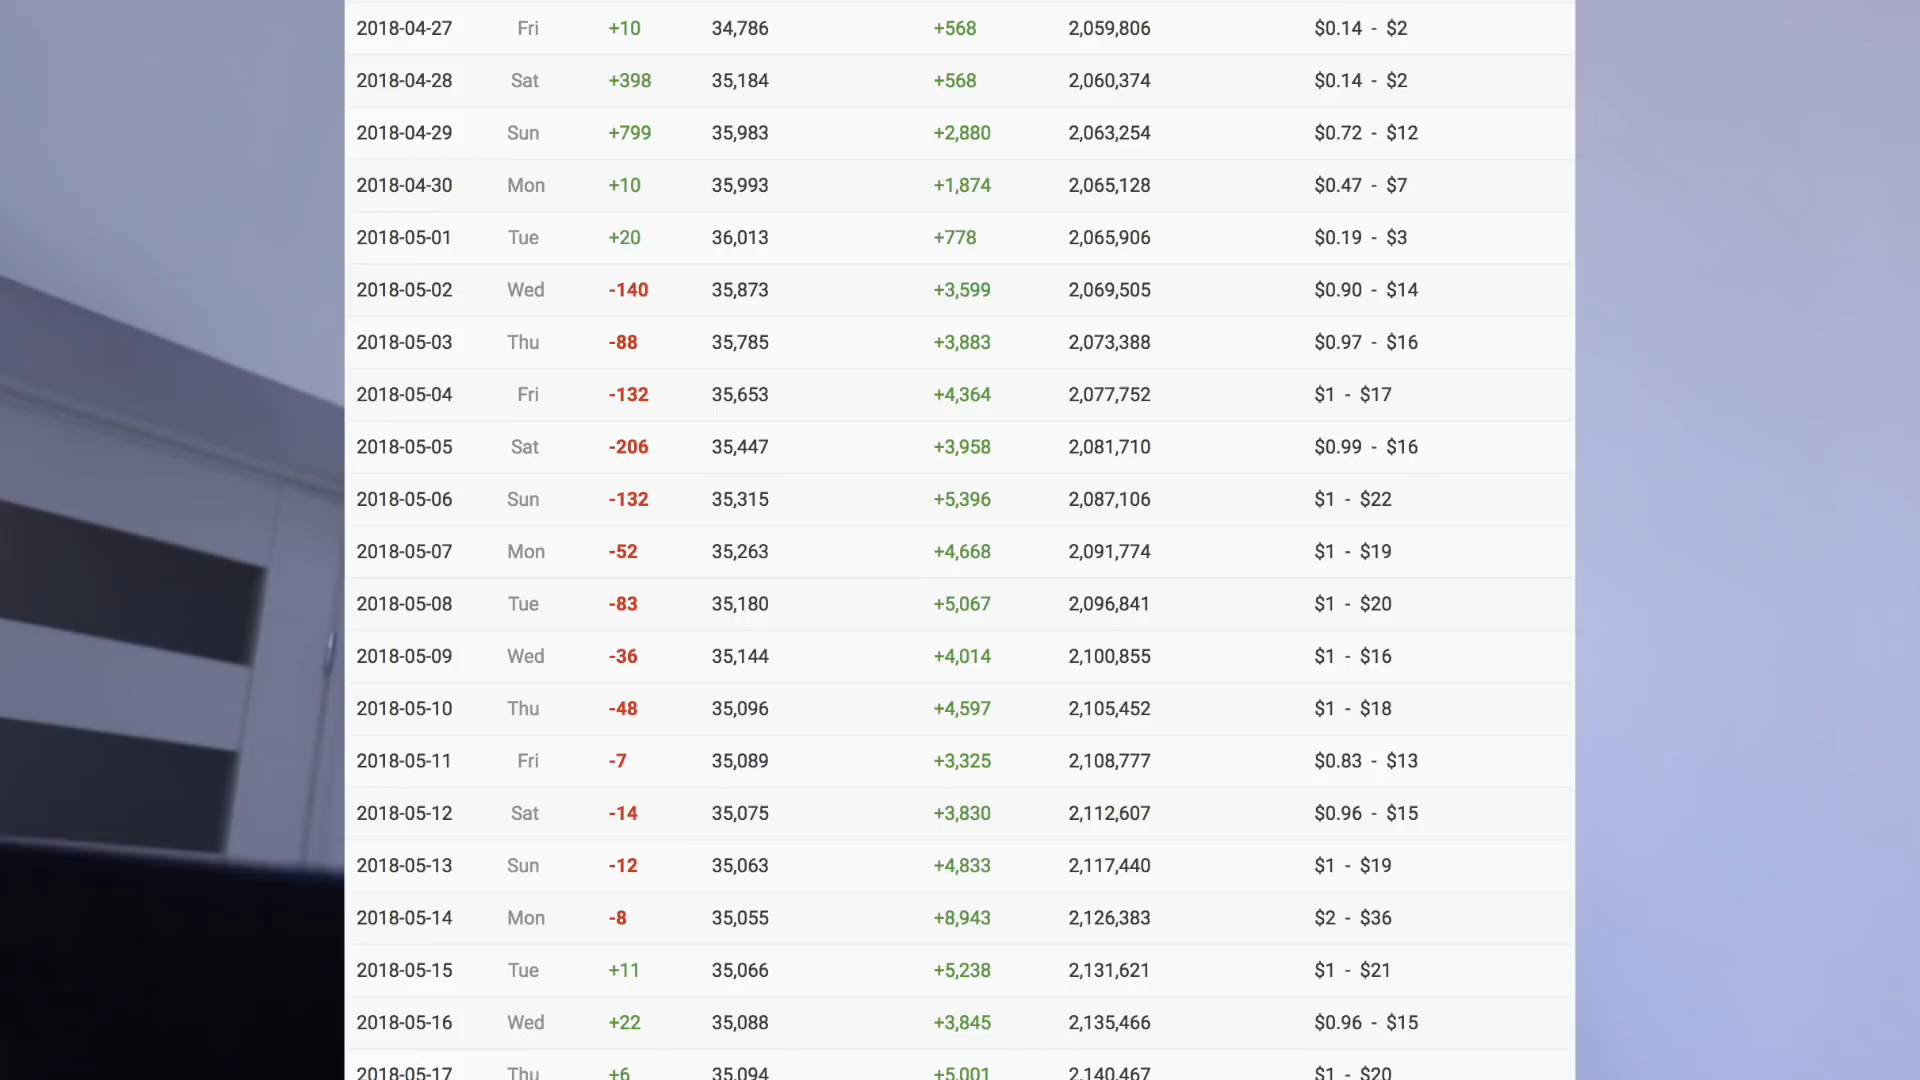 2018-04-27 Fri +10 34,786 +568 2,059,806 $0.14 - $2
2018-04-28 Sat +398 35,184 +568 2,060,374 $0.14 - $2
2018-04-29 Sun +799 35,983 +2,880 2,063,254 $0.72 - $12
2018-04-30 Mon +10 35,993 +1,874 2,065,128 $0.47 - $7
2018-05-01 Tue +20 36,013 +778 2,065,906 $0.19 - $3
2018-05-02 Wed -140 35,873 +3,599 2,069,505 $0.90 - $14
2018-05-03 Thu -88 35,785 +3,883 2,073,388 $0.97 - $16
2018-05-04 Fri -132 35,653 +4,364 2,077,752 $1 - $17
2018-05-05 Sat -206 35,447 +3,958 2,081,710 $0.99 - $16
2018-05-06 Sun -132 35,315 +5,396 2,087,106 $1 - $22
2018-05-07 Mon -52 35,263 +4,668 2,091,774 $1 - $19
2018-05-08 Tue -83 35,180 +5,067 2,096,841 $1 - $20
2018-05-09 Wed -36 35,144 +4,014 2,100,855 $1 - $16
2018-05-10 Thu -48 35,096 +4,597 2,105,452 $1 - $18
2018-05-11 Fri -7 35,089 +3,325 2,108,777 $0.83 - $13
2018-05-12 Sat -14 35,075 +3,830 2,112,607 $0.96 - $15
2018-05-13 Sun -12 35,063 +4,833 2,117,440 $1 - $19
2018-05-14 Mon -8 35,055 +8,943 2,126,383 $2 - $36
2018-05-15 Tue +11 35,066 +5,238 2,131,621 $1 - $21
2018-05-16 Wed +22 35,088 +3,845 2,135,466 $0.96 - $15
2018-05-17 Thu +6 35,094 +5,001 2,140,467 $1 - $20